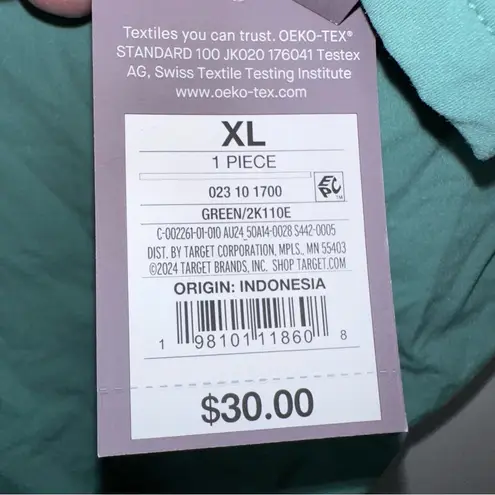 Textiles you can trust. OEKO-TEX®
STANDARD 100 JK020 176041 Testex
AG, Swiss Textile Testing Institute
www.oeko-tex.com
XL
1 PIECE
023 10 1700
EPC™
GREEN/2K110E
C-002261-01-010 AU24_50A14-0028 S442-0005
DIST. BY TARGET CORPORATION, MPLS., MN 55403
©2024 TARGET BRANDS, INC. SHOP TARGET.COM
ORIGIN: INDONESIA
1 98101 11860 8
$30.00